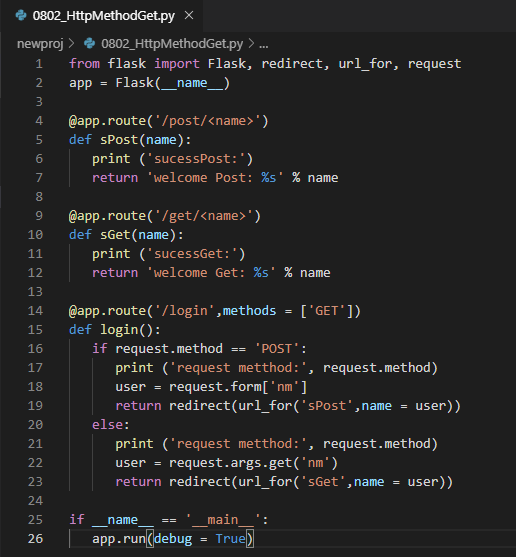 0802_HttpMethodGet.py ×
newproj > 0802_HttpMethodGet.py > ...
1 from flask import Flask, redirect, url_for, request
2 app = Flask(__name__)
3
4 @app.route('/post/<name>')
5 def sPost(name):
6    print ('sucessPost:')
7    return 'welcome Post: %s' % name
8
9 @app.route('/get/<name>')
10 def sGet(name):
11    print ('sucessGet:')
12    return 'welcome Get: %s' % name
13
14 @app.route('/login',methods = ['GET'])
15 def login():
16    if request.method == 'POST':
17       print ('request metthod:', request.method)
18       user = request.form['nm']
19       return redirect(url_for('sPost',name = user))
20    else:
21       print ('request metthod:', request.method)
22       user = request.args.get('nm')
23       return redirect(url_for('sGet',name = user))
24
25 if __name__ == '__main__':
26    app.run(debug = True)